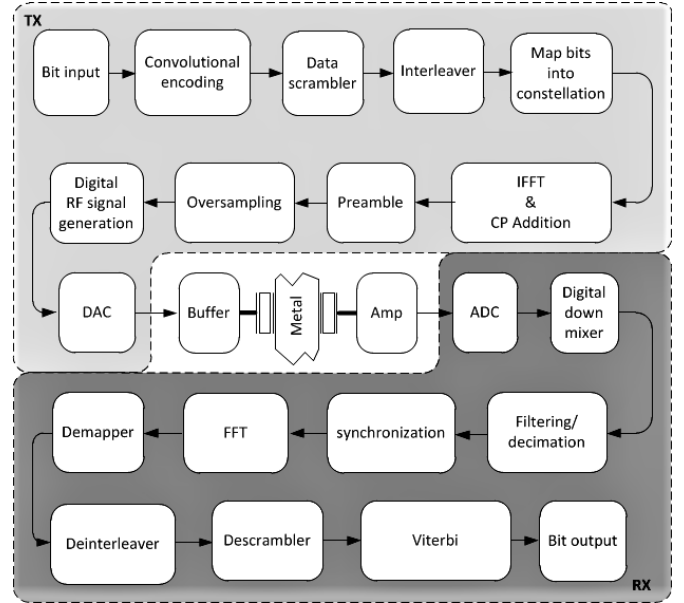 TX
Bit input
Convolutional
encoding
Data
scrambler
Interleaver
Map bits
into
constellation
Digital
RF signal
generation
Oversampling
Preamble
IFFT
&
CP Addition
DAC
Buffer
Metal
Amp
ADC
Digital
down
mixer
Demapper
FFT
synchronization
Filtering/
decimation
Deinterleaver
Descrambler
Viterbi
Bit output
RX